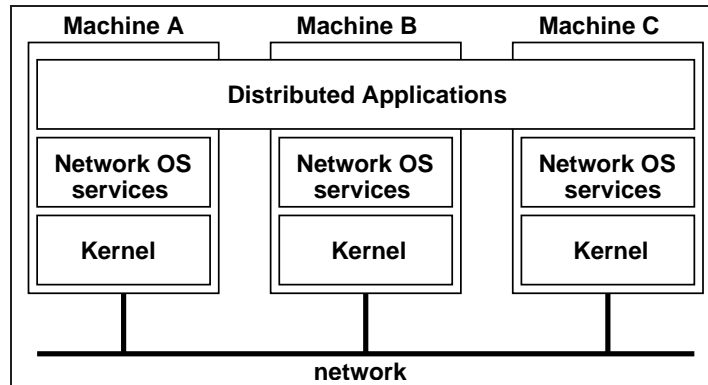 Machine A
Machine B
Machine C
Distributed Applications
Network OS
services
Network OS
services
Network OS
services
Kernel
Kernel
Kernel
network